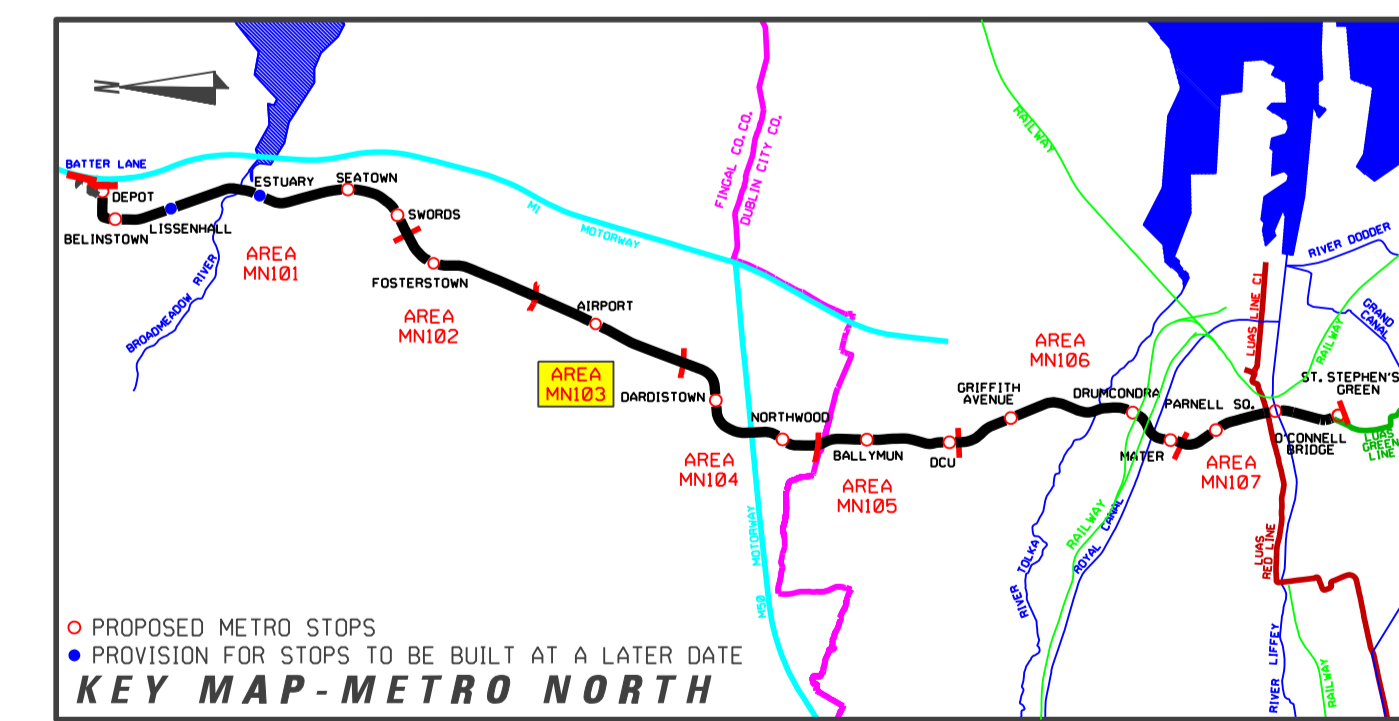 N
BATTER LANE
DEPOT
BELINSTOWN
LISSENHALL
ESTUARY
SEATOWN
SWORDS
AREA
MN101
BROADMEADOW RIVER
FOSTERSTOWN
AREA
MN102
AIRPORT
AREA
MN103
DARDISTOWN
M1
MOTORWAY
FINGAL CO.CO.
DUBLIN CITY CO.
NORTHWOOD
AREA
MN104
BALLYMUN
AREA
MN105
DCU
GRIFFITH
AVENUE
AREA
MN106
DRUMCONDRA
MATER
PARNELL SQ.
AREA
MN107
O'CONNELL
BRIDGE
ST. STEPHEN'S
GREEN
LUAS
GREEN
LINE
RAILWAY
LUAS LINE C1
RIVER DODDER
GRAND
CANAL
RAILWAY
MOTORWAY
M50
RIVER TOLKA
RAILWAY
ROYAL CANAL
LUAS
RED LINE
RIVER LIFFEY
RAILWAY
PROPOSED METRO STOPS
PROVISION FOR STOPS TO BE BUILT AT A LATER DATE
KEY MAP-METRO NORTH